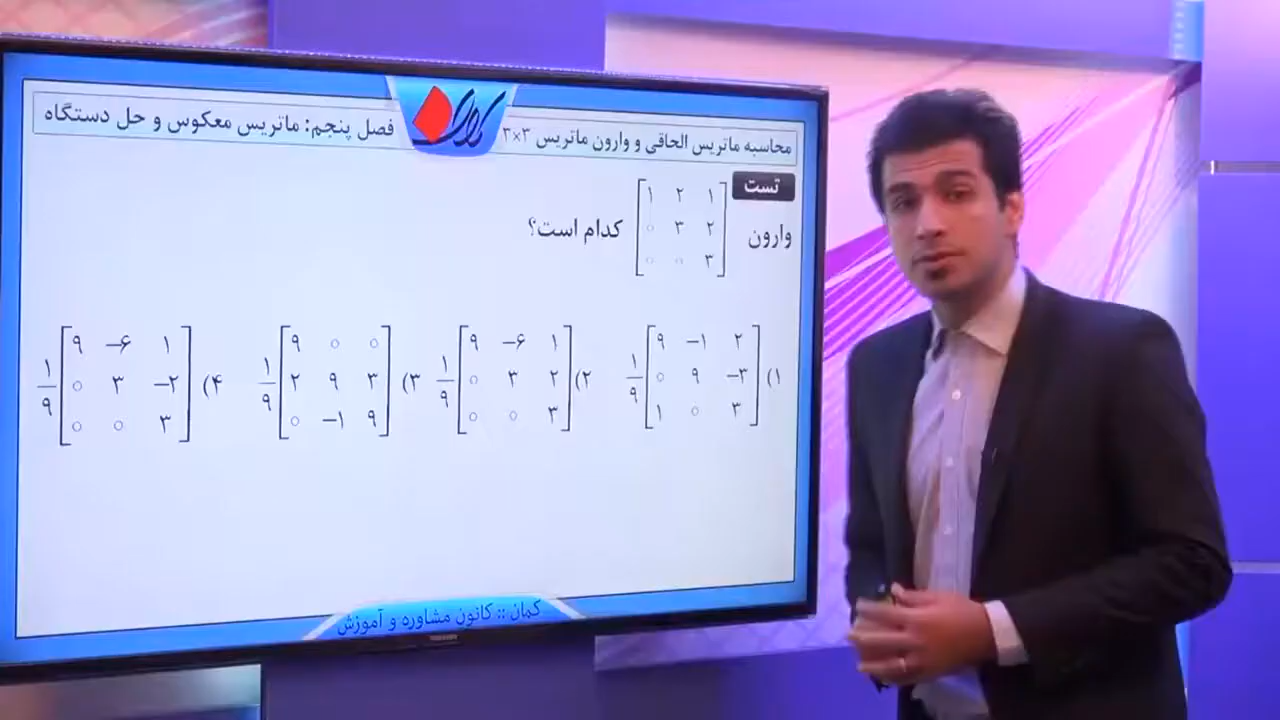 محاسبه ماتریس الحاقی و وارون ماتریس ۳×۳ فصل پنجم: ماتریس معکوس و حل دستگاه
تست
۱ ۲ ۱
وارون ۰ ۳ ۲ کدام است؟
۰ ۰ ۳
۹ -۱ ۲
۱) ۱/۹ ۰ ۹ -۳
۱ ۰ ۳
۹ -۶ ۱
۲) ۱/۹ ۰ ۳ ۲
۰ ۰ ۳
۹ ۰ ۰
۳) ۱/۹ ۲ ۹ ۳
۰ -۱ ۹
۹ -۶ ۱
۴) ۱/۹ ۰ ۳ -۲
۰ ۰ ۳
کمان :: کانون مشاوره و آموزش